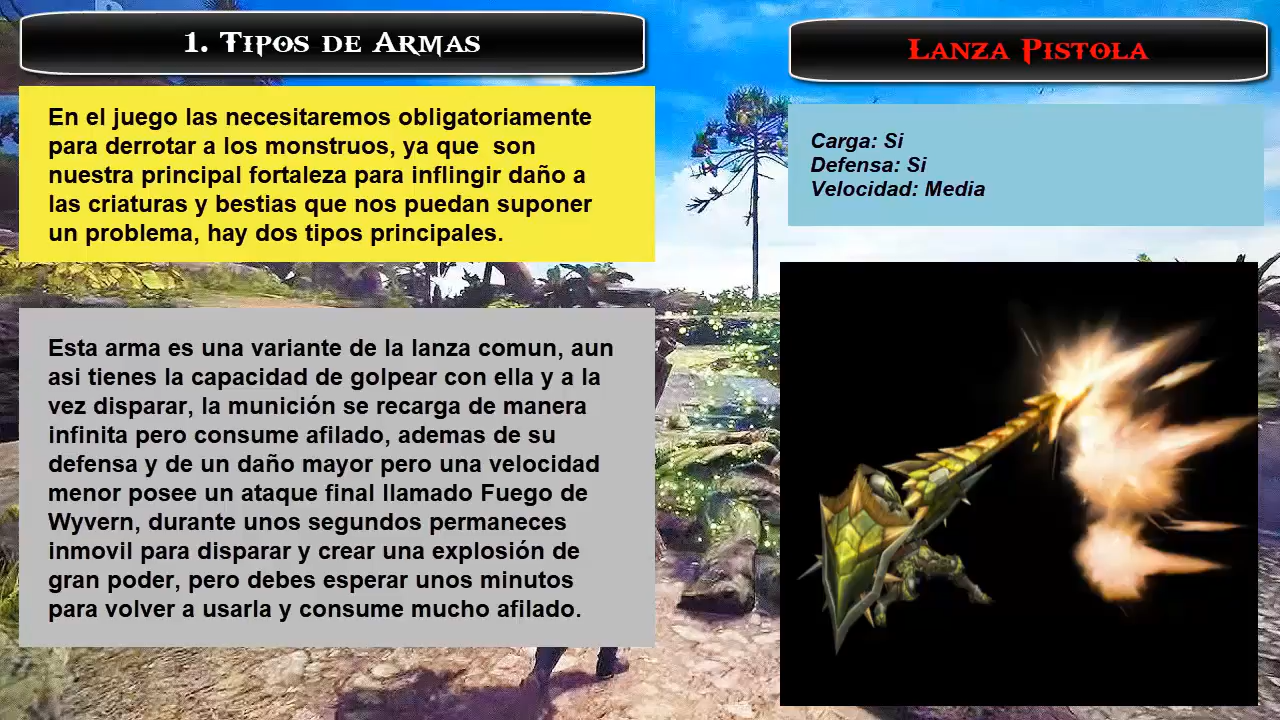 1. Tipos de Armas
En el juego las necesitaremos obligatoriamente
para derrotar a los monstruos, ya que  son
nuestra principal fortaleza para inflingir daño a
las criaturas y bestias que nos puedan suponer
un problema, hay dos tipos principales.
Esta arma es una variante de la lanza comun, aun
asi tienes la capacidad de golpear con ella y a la
vez disparar, la munición se recarga de manera
infinita pero consume afilado, ademas de su
defensa y de un daño mayor pero una velocidad
menor posee un ataque final llamado Fuego de
Wyvern, durante unos segundos permaneces
inmovil para disparar y crear una explosión de
gran poder, pero debes esperar unos minutos
para volver a usarla y consume mucho afilado.
Lanza Pistola
Carga: Si
Defensa: Si
Velocidad: Media